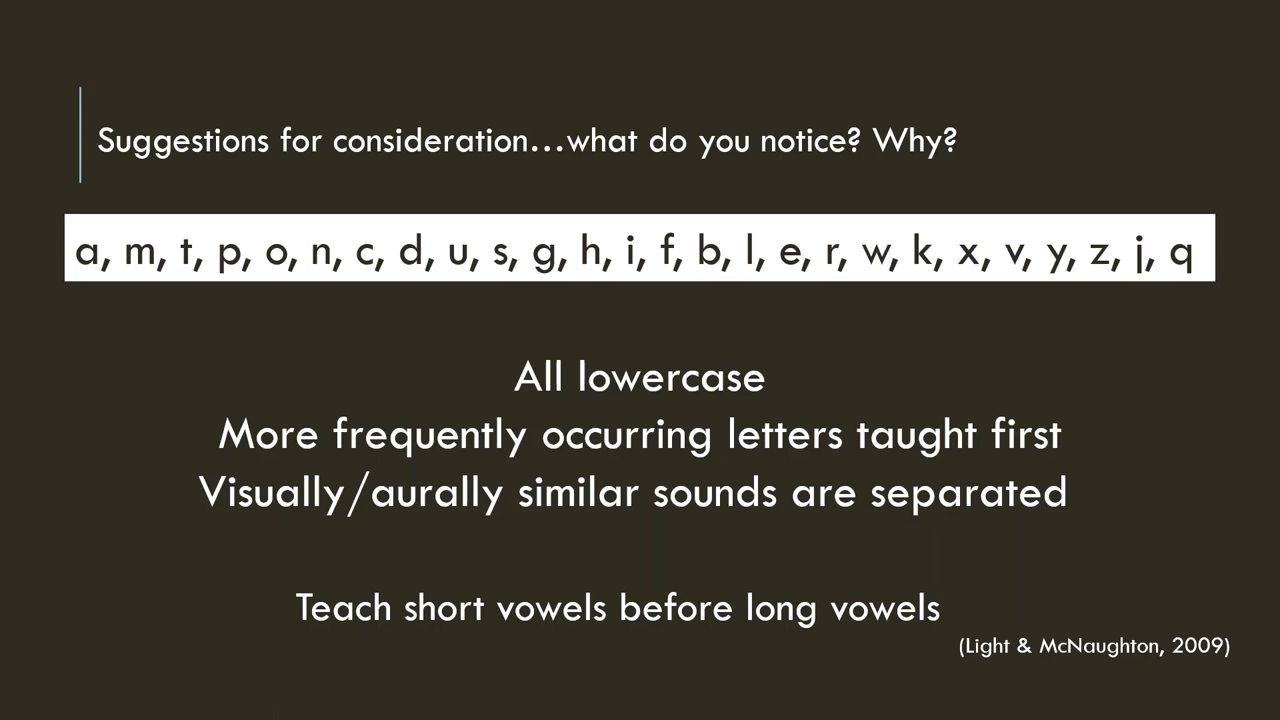 Suggestions for consideration...what do you notice? Why?
a, m, t, p, o, n, c, d, u, s, g, h, i, f, b, l, e, r, w, k, x, v, y, z, j, q
All lowercase
More frequently occurring letters taught first
Visually/aurally similar sounds are separated
Teach short vowels before long vowels
(Light & McNaughton, 2009)